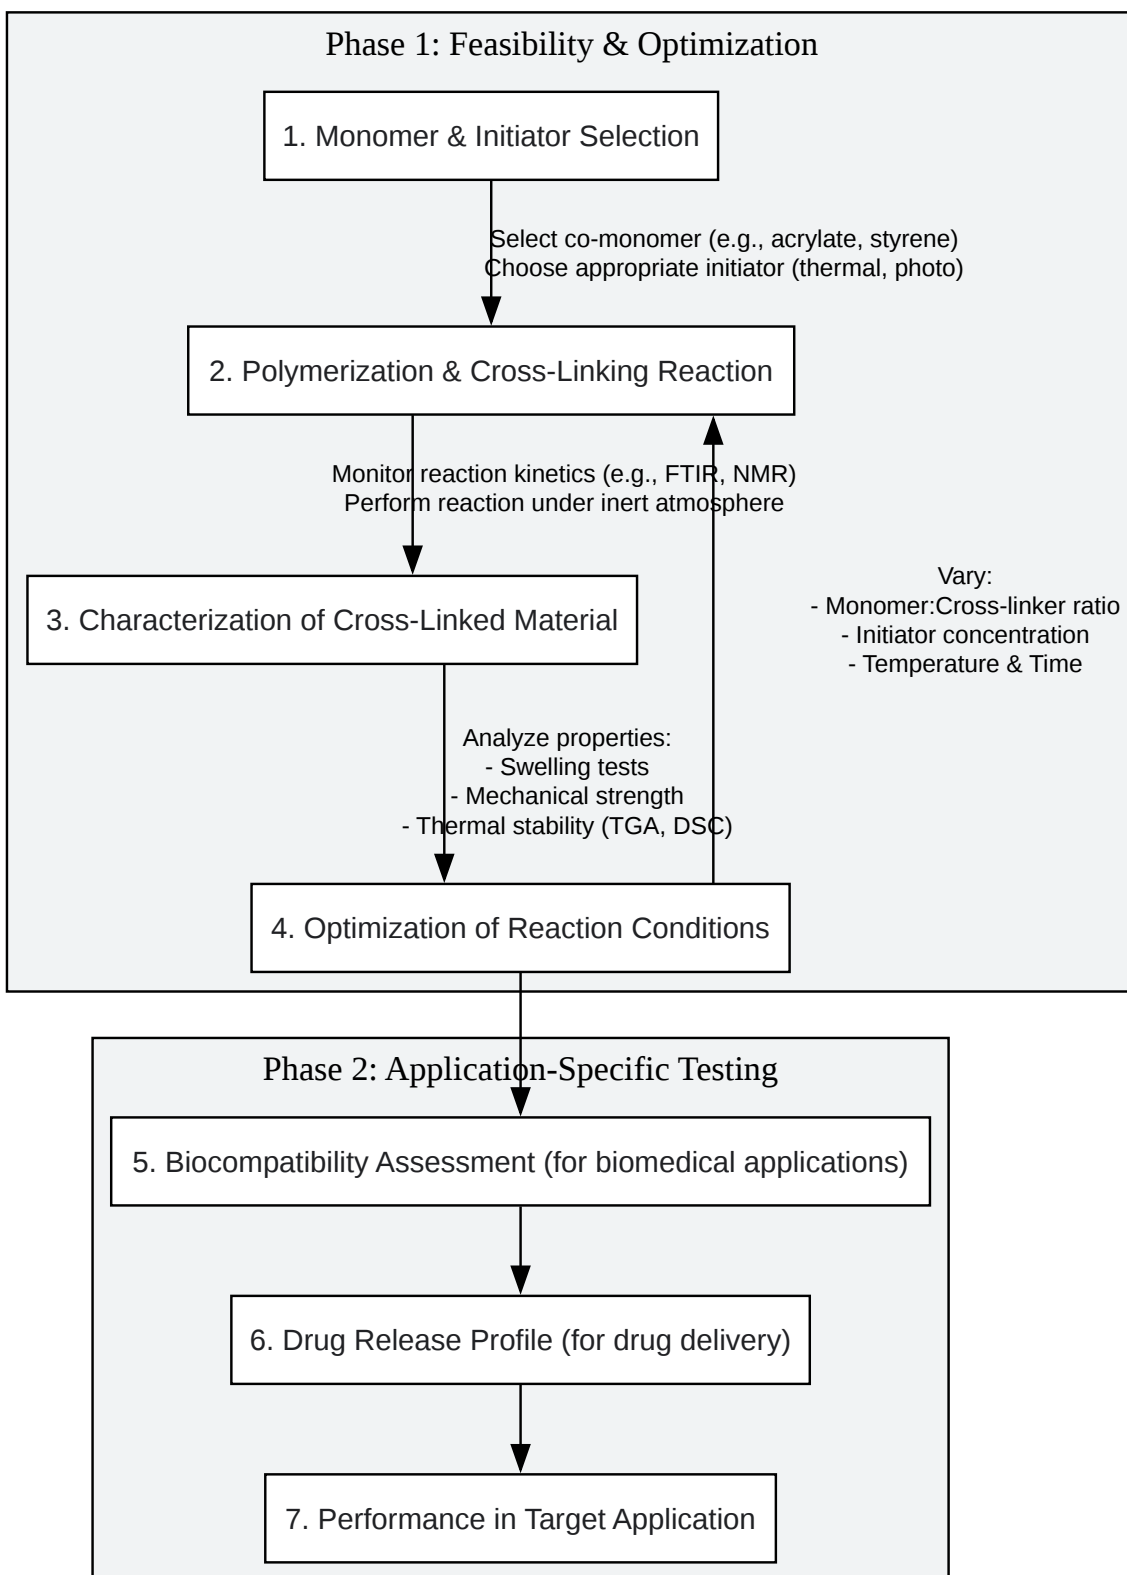 Phase 1: Feasibility & Optimization
1. Monomer & Initiator Selection
Select co-monomer (e.g., acrylate, styrene)
Choose appropriate initiator (thermal, photo)
2. Polymerization & Cross-Linking Reaction
Monitor reaction kinetics (e.g., FTIR, NMR)
Perform reaction under inert atmosphere
3. Characterization of Cross-Linked Material
Vary:
- Monomer:Cross-linker ratio
- Initiator concentration
- Temperature & Time
Analyze properties:
- Swelling tests
- Mechanical strength
- Thermal stability (TGA, DSC)
4. Optimization of Reaction Conditions
Phase 2: Application-Specific Testing
5. Biocompatibility Assessment (for biomedical applications)
6. Drug Release Profile (for drug delivery)
7. Performance in Target Application